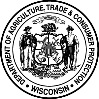 DEPARTMENT OF AGRICULTURE, TRADE & CONSUMER PROTECTION
WISCONSIN